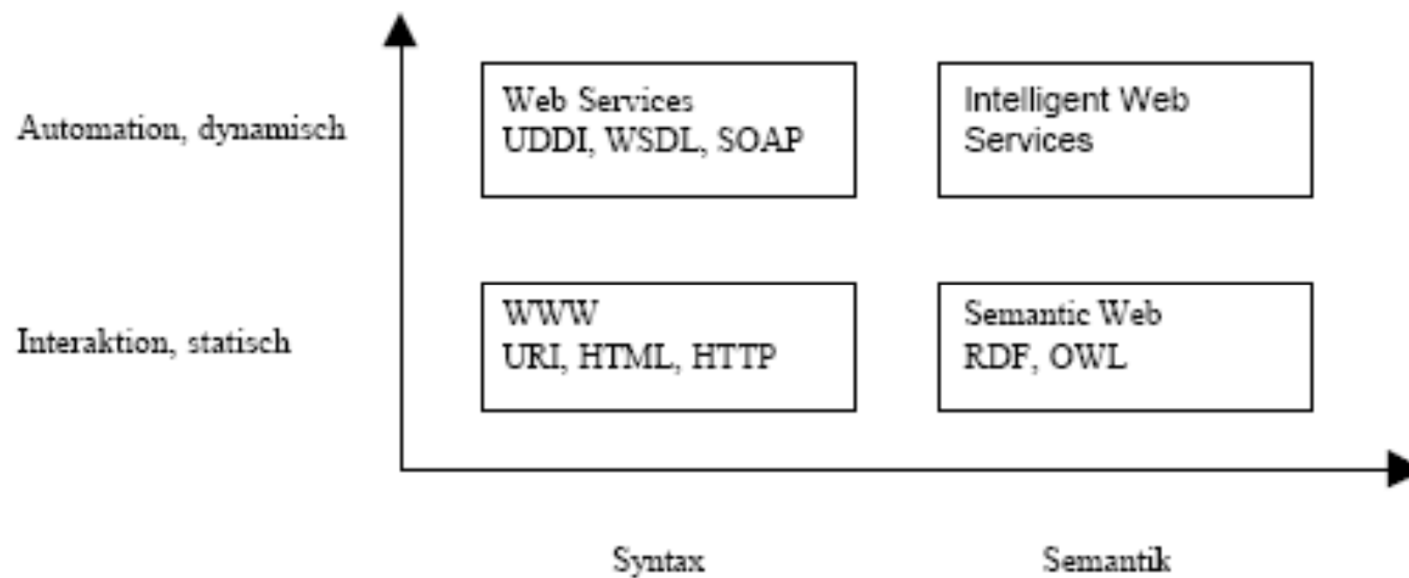 Automation, dynamisch
Web Services
UDDI, WSDL, SOAP
Intelligent Web
Services
Interaktion, statisch
WWW
URI, HTML, HTTP
Semantic Web
RDF, OWL
Syntax
Semantik